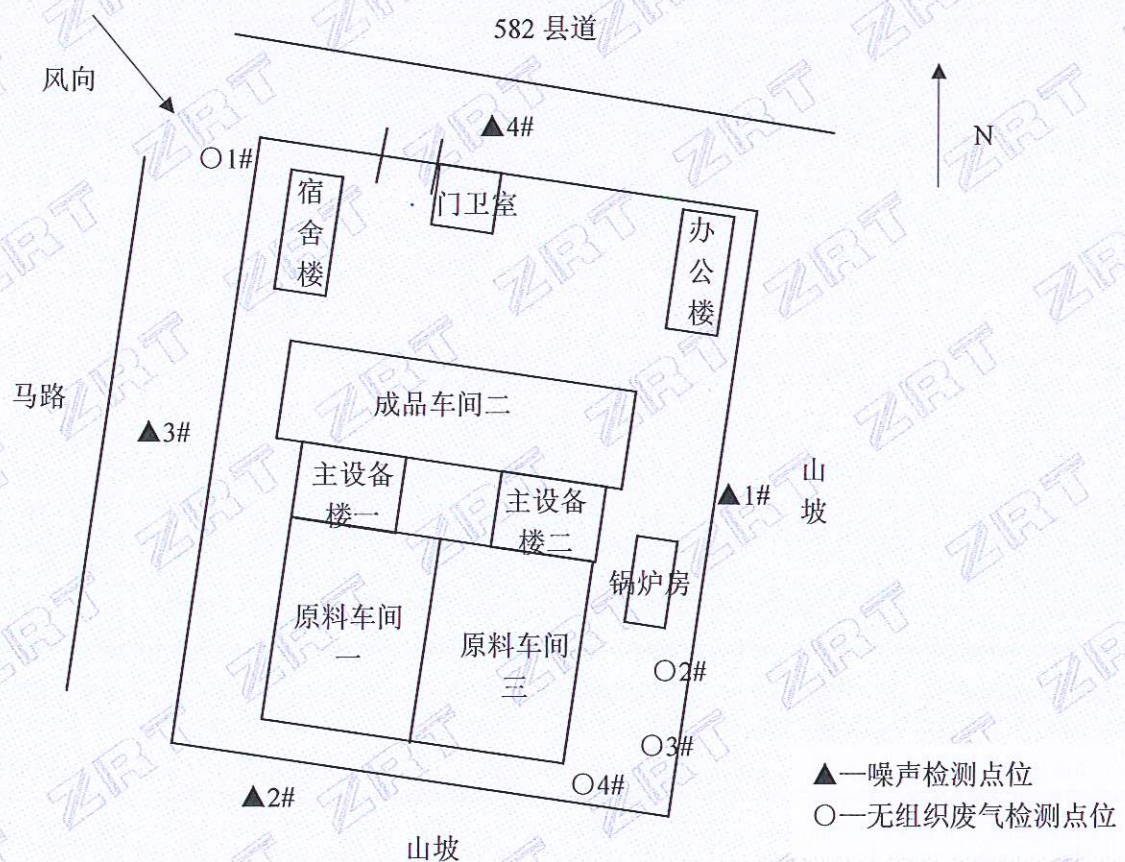 582 县道
风向
▲4#
N
○1#
宿舍楼
门卫室
办公楼
马路
成品车间二
▲3#
山坡
主设备
楼一
主设备
楼二
▲1#
锅炉房
原料车间
一
原料车间
三
○2#
○3#
○4#
▲2#
▲—噪声检测点位
○—无组织废气检测点位
山坡
ZRT